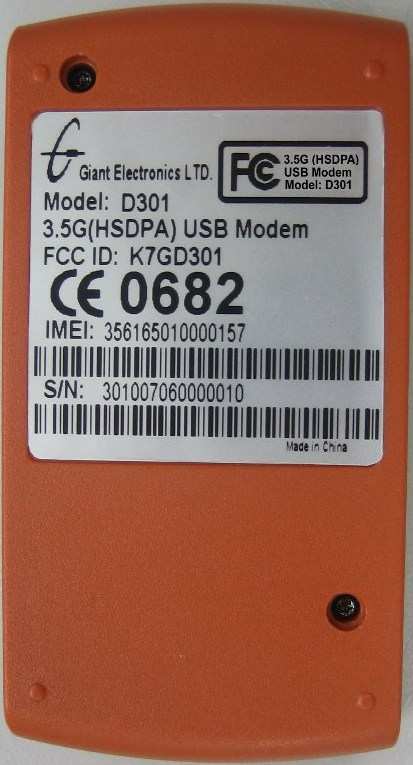 Giant Electronics LTD.
FC 3.5G (HSDPA)
USB Modem
Model: D301
Model: D301
3.5G(HSDPA) USB Modem
FCC ID: K7GD301
CE 0682
IMEI: 356165010000157
S/N: 301007060000010
Made in China